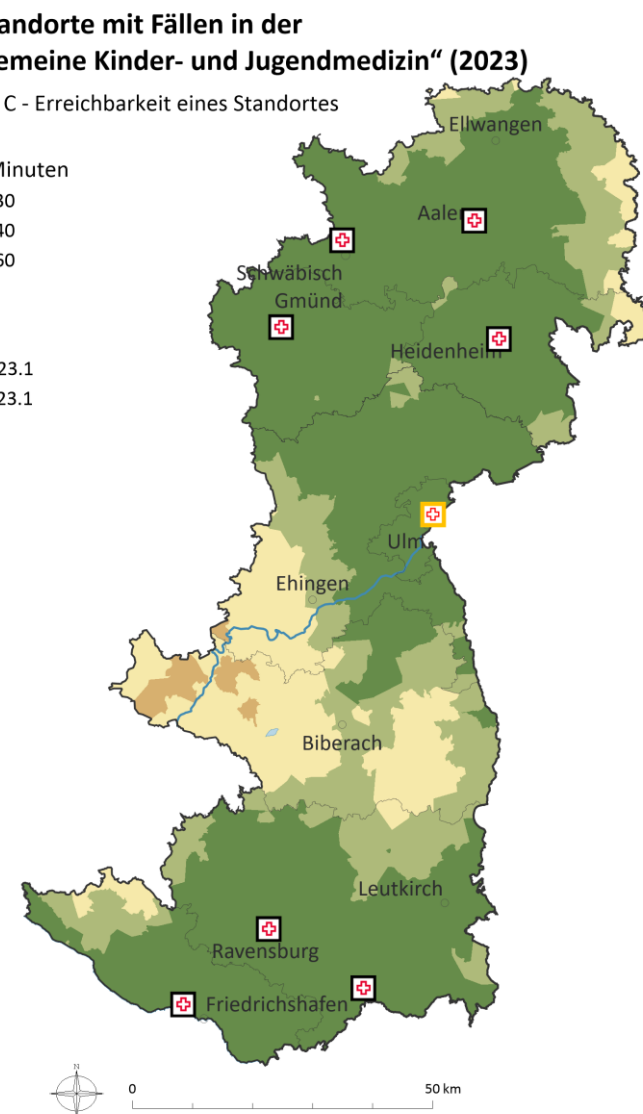 andorte mit Fällen in der
emeine Kinder- und Jugendmedizin“ (2023)
C - Erreichbarkeit eines Standortes
Minuten
30
40
60
23.1
23.1
Ellwangen
Aalen
Schwäbisch
Gmünd
Heidenheim
Ulm
Ehingen
Biberach
Leutkirch
Ravensburg
Friedrichshafen
N
0
50 km